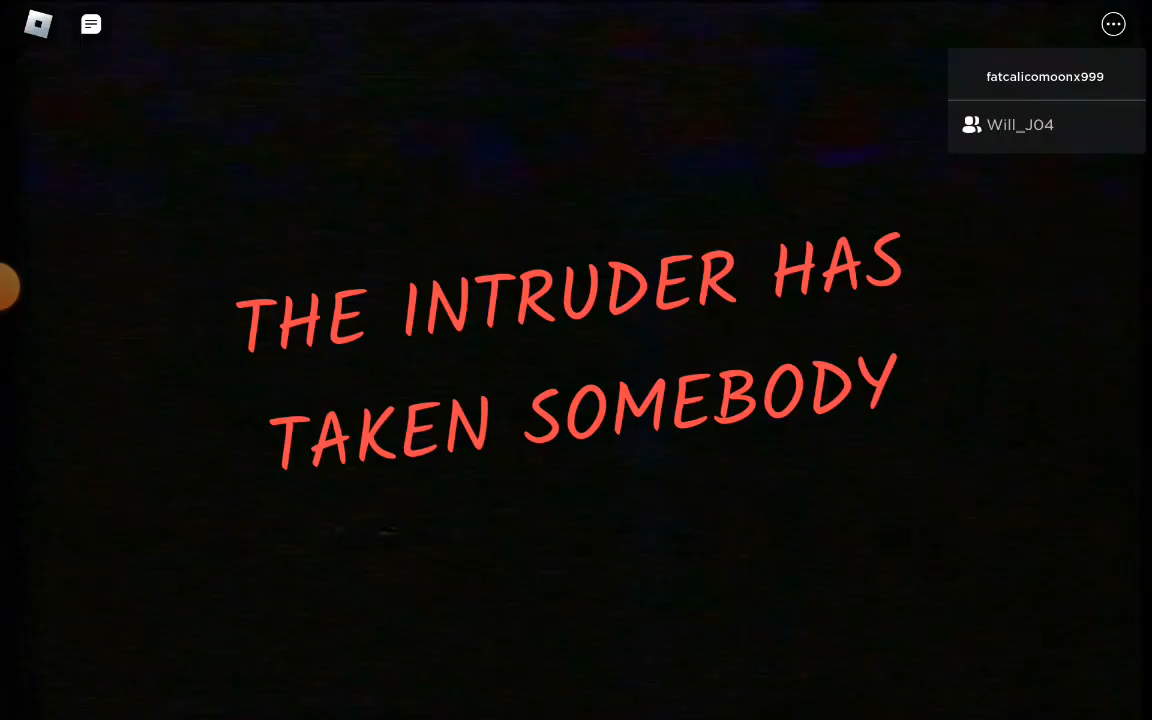 fatcalicomoonx999
Will_J04
THE INTRUDER HAS
TAKEN SOMEBODY